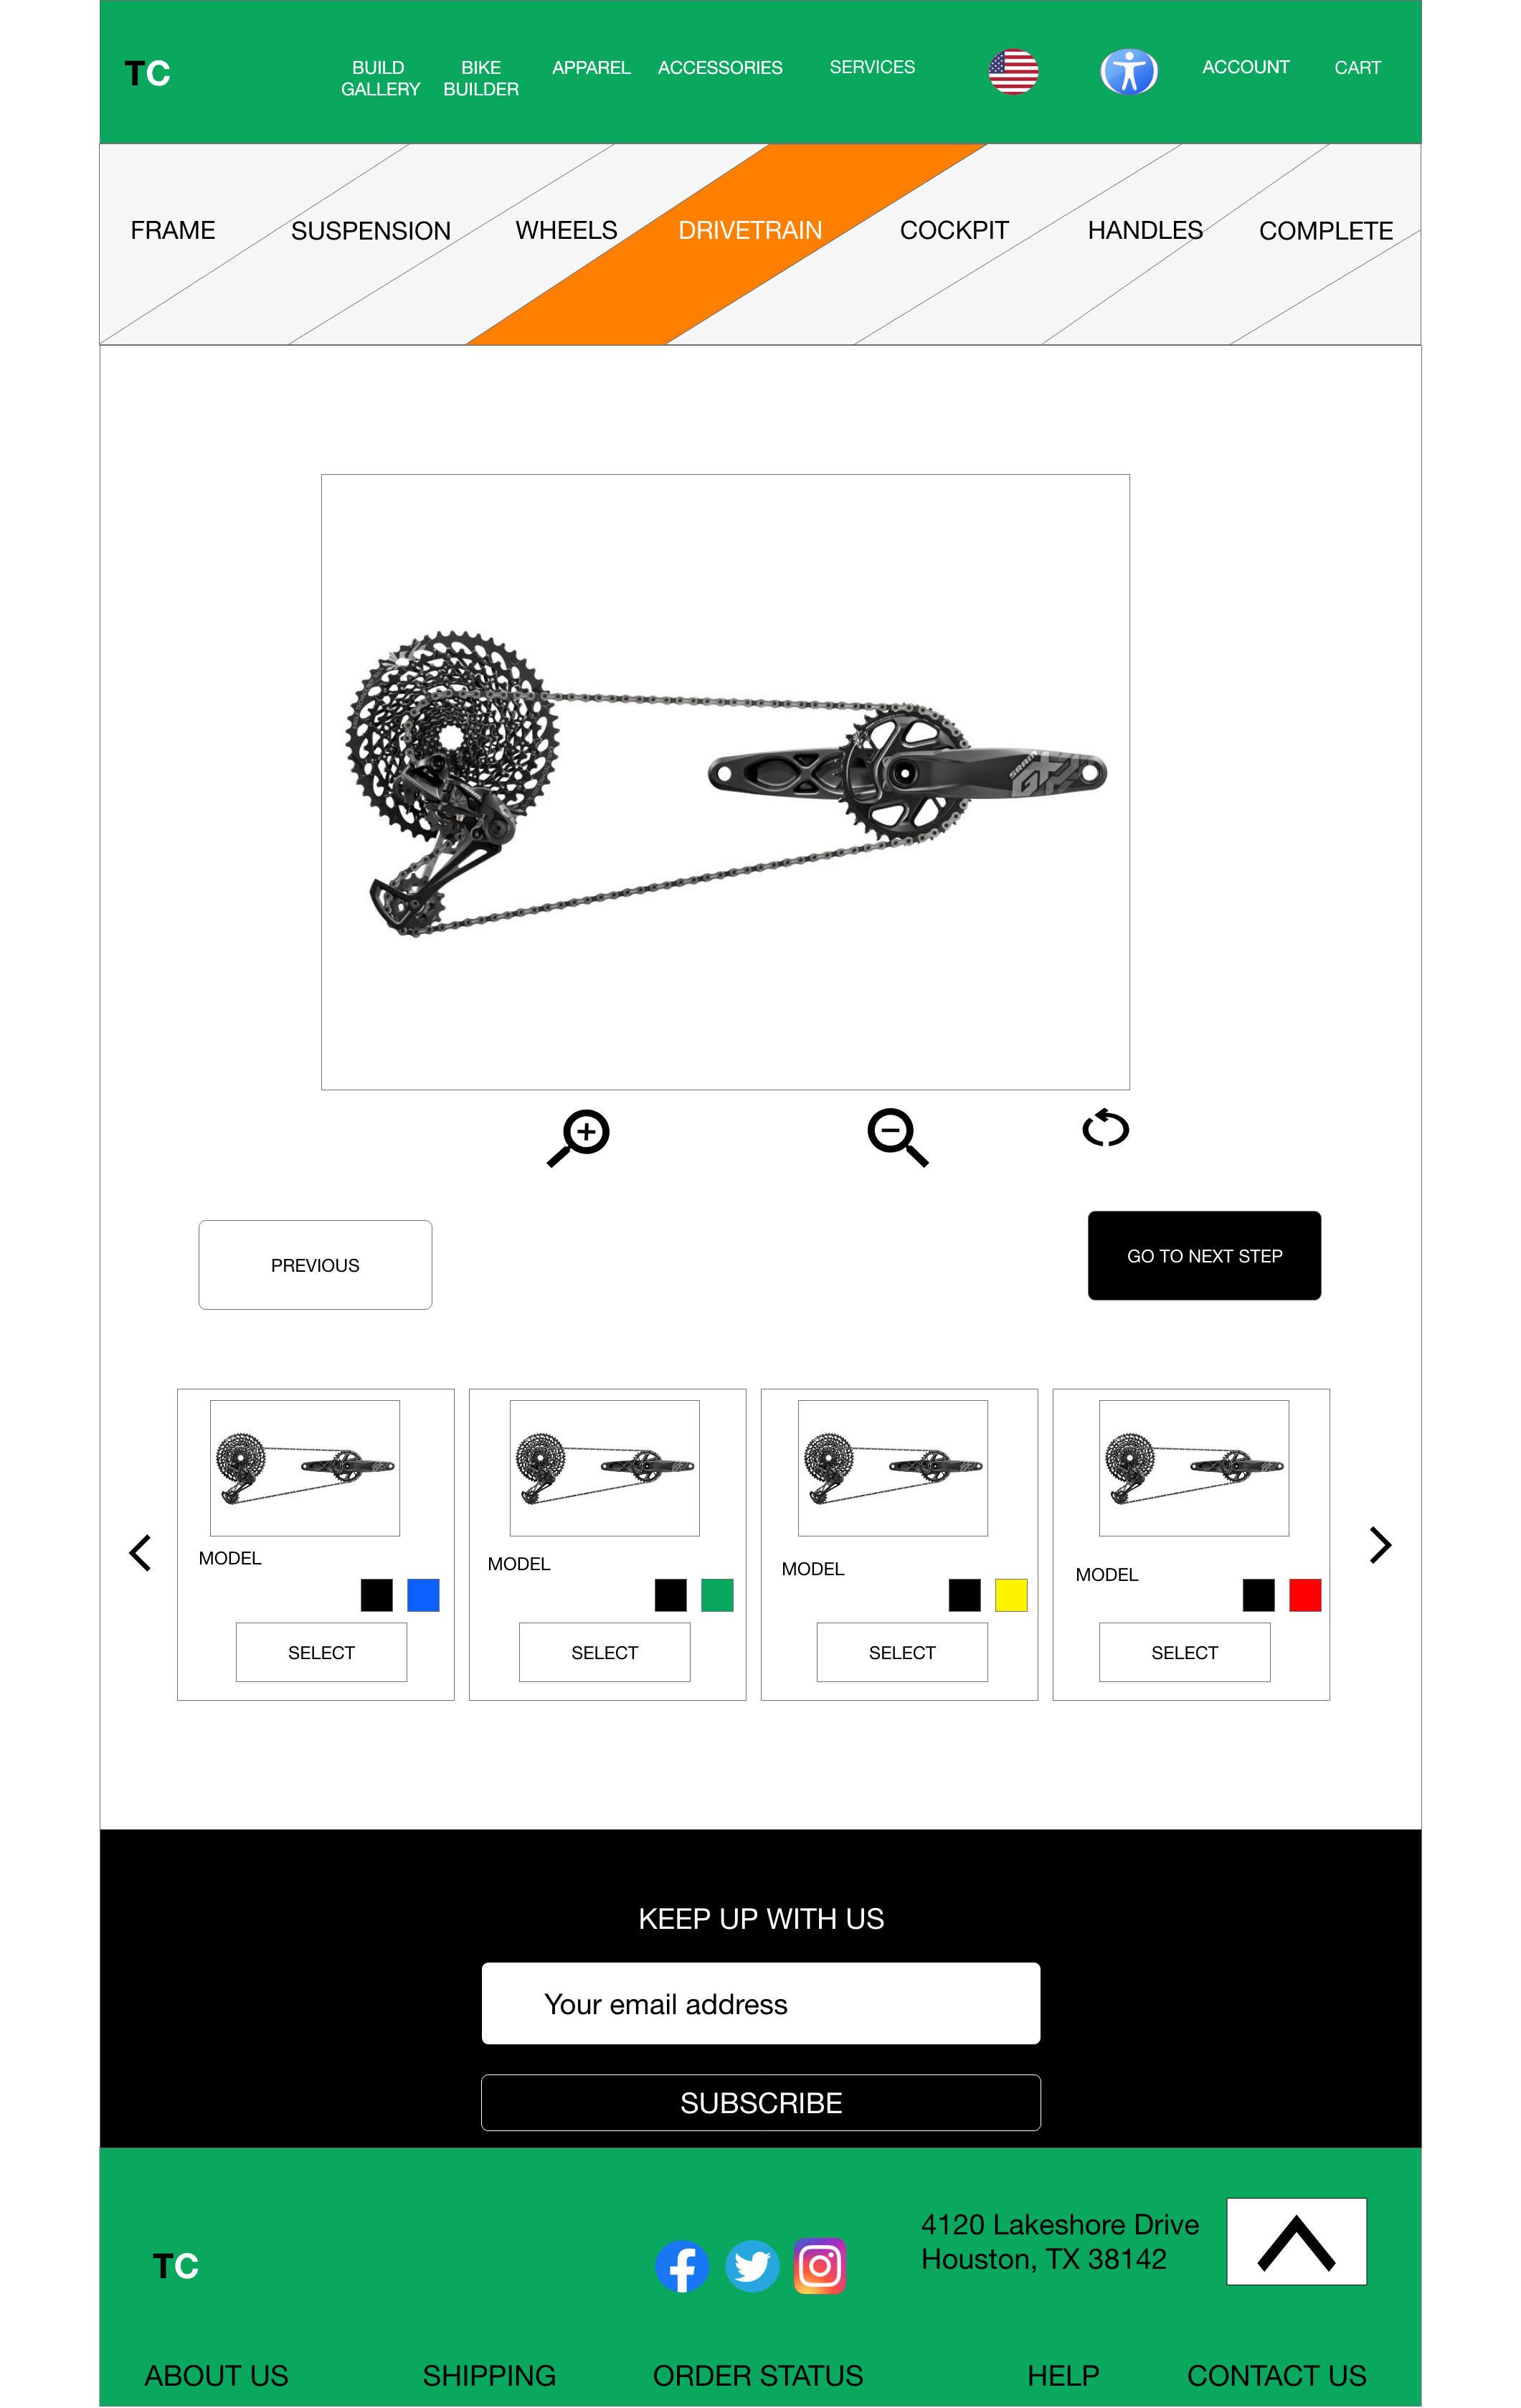 TC
BUILD
GALLERY
BIKE
BUILDER
APPAREL
ACCESSORIES
SERVICES
ACCOUNT
CART
FRAME
SUSPENSION
WHEELS
DRIVETRAIN
COCKPIT
HANDLES
COMPLETE
SRAM
GX
PREVIOUS
GO TO NEXT STEP
MODEL
SELECT
MODEL
SELECT
MODEL
SELECT
MODEL
SELECT
KEEP UP WITH US
Your email address
SUBSCRIBE
TC
4120 Lakeshore Drive
Houston, TX 38142
ABOUT US
SHIPPING
ORDER STATUS
HELP
CONTACT US